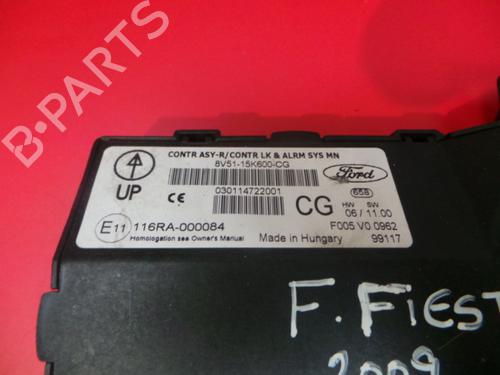 CONTR ASY-R/CONTR LK & ALRM SYS MN
8V51-15K600-CG
Ford
UP
030114722001
658
CE
CG
HW SW
06 / 11.00
E11 116RA-000084
F005 V0 0962
Homologation see Owner's Manual
Made in Hungary
99117
F. FIEST
2009
B-PARTS